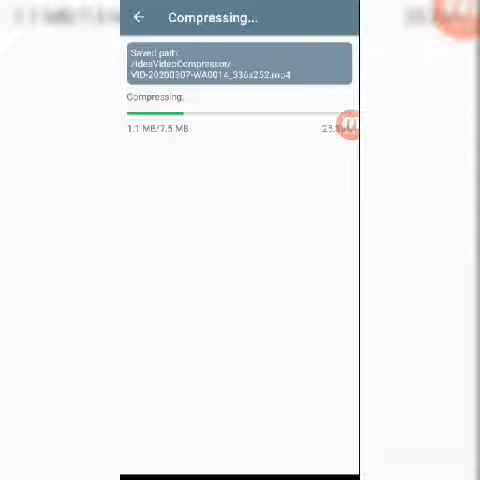 Compressing...
Saved path:
/IdeaVideoCompressor/
VID-20200307-WA0014_336x252.mp4
Compressing.
1.1 MB/7.5 MB